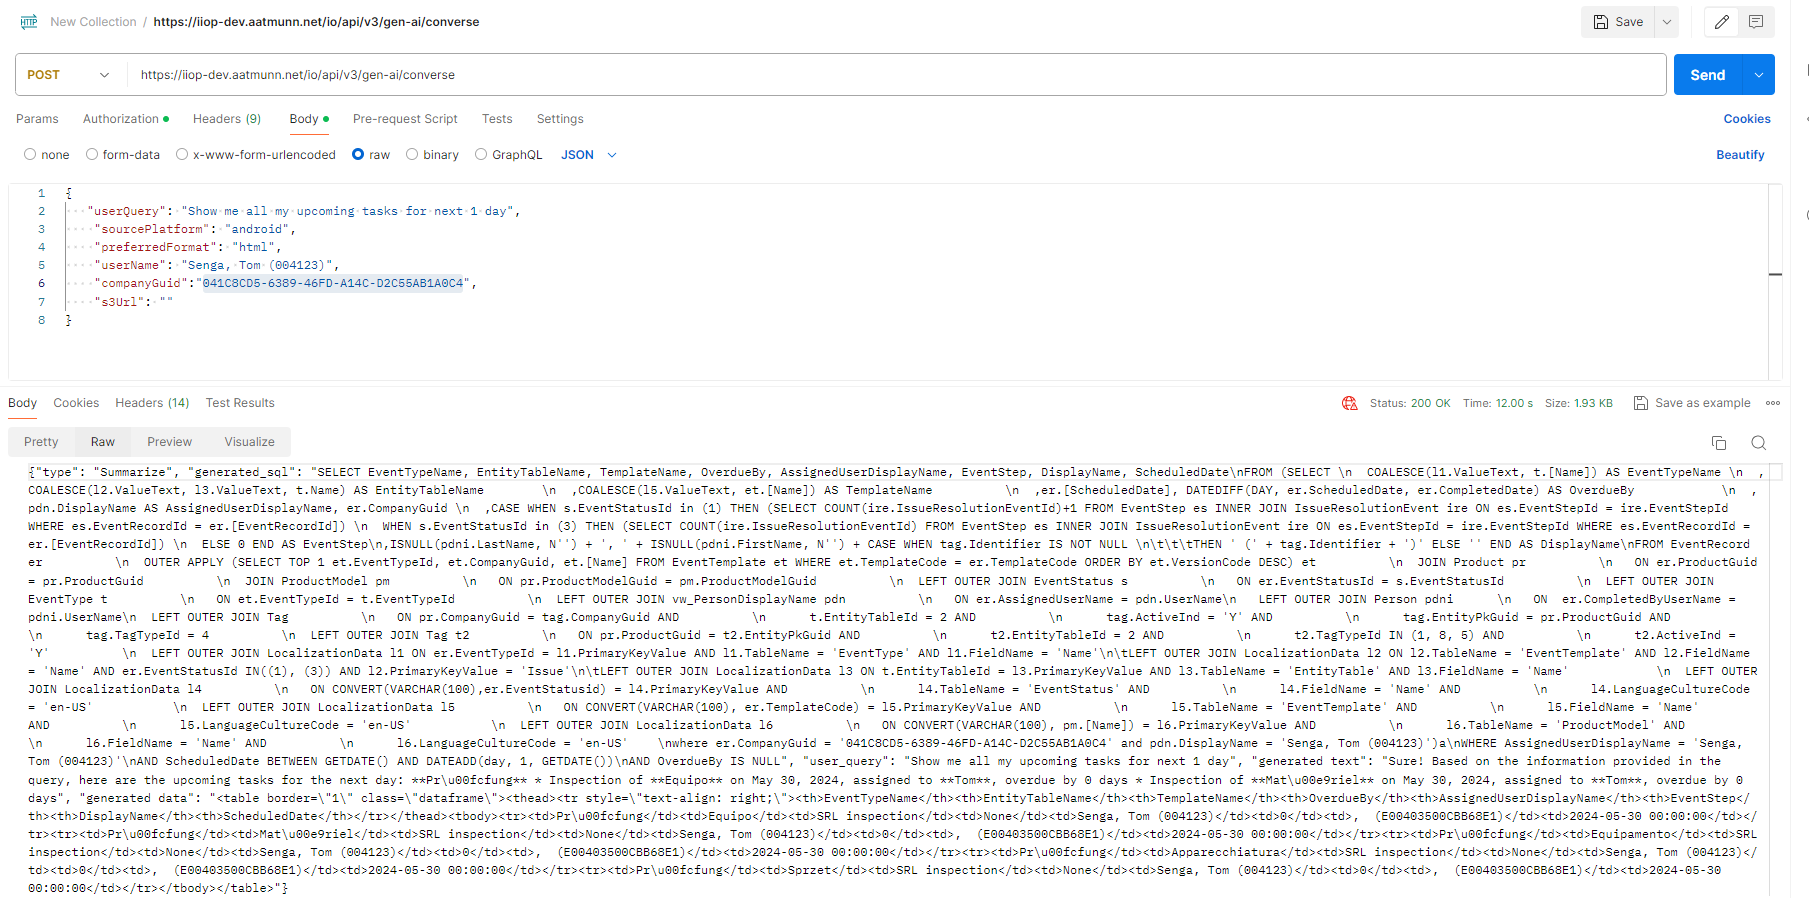 HTTP New Collection / https://iiop-dev.aatmunn.net/io/api/v3/gen-ai/converse
Save
POST https://iiop-dev.aatmunn.net/io/api/v3/gen-ai/converse Send
Params Authorization Headers (9) Body Pre-request Script Tests Settings Cookies
none form-data x-www-form-urlencoded raw binary GraphQL JSON Beautify
1 {
2 "userQuery": "Show me all my upcoming tasks for next 1 day",
3 "sourcePlatform": "android",
4 "preferredFormat": "html",
5 "userName": "Senga, Tom (004123)",
6 "companyGuid":"041C8CD5-6389-46FD-A14C-D2C55AB1A0C4",
7 "s3Url": ""
8 }
Body Cookies Headers (14) Test Results Status: 200 OK Time: 12.00 s Size: 1.93 KB Save as example
Pretty Raw Preview Visualize
{"type": "Summarize", "generated_sql": "SELECT EventTypeName, EntityTableName, TemplateName, OverdueBy, AssignedUserDisplayName, EventStep, DisplayName, ScheduledDate\nFROM (SELECT \n  COALESCE(l1.ValueText, t.[Name]) AS EventTypeName \n  ,
COALESCE(l2.ValueText, l3.ValueText, t.Name) AS EntityTableName        \n  ,COALESCE(l5.ValueText, et.[Name]) AS TemplateName          \n  ,er.[ScheduledDate], DATEDIFF(DAY, er.ScheduledDate, er.CompletedDate) AS OverdueBy            \n  ,
pdn.DisplayName AS AssignedUserDisplayName, er.CompanyGuid \n  ,CASE WHEN s.EventStatusId in (1) THEN (SELECT COUNT(ire.IssueResolutionEventId)+1 FROM EventStep es INNER JOIN IssueResolutionEvent ire ON es.EventStepId = ire.EventStepId
WHERE es.EventRecordId = er.[EventRecordId]) \n  WHEN s.EventStatusId in (3) THEN (SELECT COUNT(ire.IssueResolutionEventId) FROM EventStep es INNER JOIN IssueResolutionEvent ire ON es.EventStepId = ire.EventStepId WHERE es.EventRecordId =
er.[EventRecordId]) \n  ELSE 0 END AS EventStep\n,ISNULL(pdni.LastName, N'') + ', ' + ISNULL(pdni.FirstName, N'') + CASE WHEN tag.Identifier IS NOT NULL \n\t\t\tTHEN ' (' + tag.Identifier + ')' ELSE '' END AS DisplayName\nFROM EventRecord
er          \n  OUTER APPLY (SELECT TOP 1 et.EventTypeId, et.CompanyGuid, et.[Name] FROM EventTemplate et WHERE et.TemplateCode = er.TemplateCode ORDER BY et.VersionCode DESC) et          \n  JOIN Product pr          \n    ON er.ProductGuid
= pr.ProductGuid          \n  JOIN ProductModel pm          \n   ON pr.ProductModelGuid = pm.ProductModelGuid          \n  LEFT OUTER JOIN EventStatus s          \n   ON er.EventStatusId = s.EventStatusId          \n  LEFT OUTER JOIN
EventType t          \n   ON et.EventTypeId = t.EventTypeId          \n  LEFT OUTER JOIN vw_PersonDisplayName pdn          \n   ON er.AssignedUserName = pdn.UserName\n   LEFT OUTER JOIN Person pdni          \n   ON  er.CompletedByUserName =
pdni.UserName\n  LEFT OUTER JOIN Tag          \n   ON pr.CompanyGuid = tag.CompanyGuid AND          \n      t.EntityTableId = 2 AND          \n      tag.ActiveInd = 'Y' AND          \n      tag.EntityPkGuid = pr.ProductGuid AND
\n      tag.TagTypeId = 4          \n  LEFT OUTER JOIN Tag t2          \n   ON pr.ProductGuid = t2.EntityPkGuid AND          \n      t2.EntityTableId = 2 AND          \n      t2.TagTypeId IN (1, 8, 5) AND          \n      t2.ActiveInd =
'Y'          \n  LEFT OUTER JOIN LocalizationData l1 ON er.EventTypeId = l1.PrimaryKeyValue AND l1.TableName = 'EventType' AND l1.FieldName = 'Name'\n\tLEFT OUTER JOIN LocalizationData l2 ON l2.TableName = 'EventTemplate' AND l2.FieldName
= 'Name' AND er.EventStatusId IN((1), (3)) AND l2.PrimaryKeyValue = 'Issue'\n\tLEFT OUTER JOIN LocalizationData l3 ON t.EntityTableId = l3.PrimaryKeyValue AND l3.TableName = 'EntityTable' AND l3.FieldName = 'Name'            \n  LEFT OUTER
JOIN LocalizationData l4          \n   ON CONVERT(VARCHAR(100),er.EventStatusid) = l4.PrimaryKeyValue AND          \n      l4.TableName = 'EventStatus' AND          \n      l4.FieldName = 'Name' AND          \n      l4.LanguageCultureCode
= 'en-US'          \n  LEFT OUTER JOIN LocalizationData l5          \n   ON CONVERT(VARCHAR(100), er.TemplateCode) = l5.PrimaryKeyValue AND          \n      l5.TableName = 'EventTemplate' AND          \n      l5.FieldName = 'Name'
AND          \n      l5.LanguageCultureCode = 'en-US'          \n  LEFT OUTER JOIN LocalizationData l6          \n   ON CONVERT(VARCHAR(100), pm.[Name]) = l6.PrimaryKeyValue AND          \n      l6.TableName = 'ProductModel' AND
\n      l6.FieldName = 'Name' AND          \n      l6.LanguageCultureCode = 'en-US'    \nwhere er.CompanyGuid = '041C8CD5-6389-46FD-A14C-D2C55AB1A0C4' and pdn.DisplayName = 'Senga, Tom (004123)')a\nWHERE AssignedUserDisplayName = 'Senga,
Tom (004123)'\nAND ScheduledDate BETWEEN GETDATE() AND DATEADD(day, 1, GETDATE())\nAND OverdueBy IS NULL", "user_query": "Show me all my upcoming tasks for next 1 day", "generated text": "Sure! Based on the information provided in the
query, here are the upcoming tasks for the next day: **Pr\u00fcfung** * Inspection of **Equipo** on May 30, 2024, assigned to **Tom**, overdue by 0 days * Inspection of **Mat\u00e9riel** on May 30, 2024, assigned to **Tom**, overdue by 0
days", "generated data": "<table border=\"1\" class=\"dataframe\"><thead><tr style=\"text-align: right;\"><th>EventTypeName</th><th>EntityTableName</th><th>TemplateName</th><th>OverdueBy</th><th>AssignedUserDisplayName</th><th>EventStep</
th><th>DisplayName</th><th>ScheduledDate</th></tr></thead><tbody><tr><td>Pr\u00fcfung</td><td>Equipo</td><td>SRL inspection</td><td>None</td><td>Senga, Tom (004123)</td><td>0</td><td>,  (E00403500CBB68E1)</td><td>2024-05-30 00:00:00</td></
tr><tr><td>Pr\u00fcfung</td><td>Mat\u00e9riel</td><td>SRL inspection</td><td>None</td><td>Senga, Tom (004123)</td><td>0</td><td>,  (E00403500CBB68E1)</td><td>2024-05-30 00:00:00</td></tr><tr><td>Pr\u00fcfung</td><td>Equipamento</td><td>SRL
inspection</td><td>None</td><td>Senga, Tom (004123)</td><td>0</td><td>,  (E00403500CBB68E1)</td><td>2024-05-30 00:00:00</td></tr><tr><td>Pr\u00fcfung</td><td>Apparecchiatura</td><td>SRL inspection</td><td>None</td><td>Senga, Tom (004123)</
td><td>0</td><td>,  (E00403500CBB68E1)</td><td>2024-05-30 00:00:00</td></tr><tr><td>Pr\u00fcfung</td><td>Sprzet</td><td>SRL inspection</td><td>None</td><td>Senga, Tom (004123)</td><td>0</td><td>,  (E00403500CBB68E1)</td><td>2024-05-30
00:00:00</td></tr></tbody></table>"}